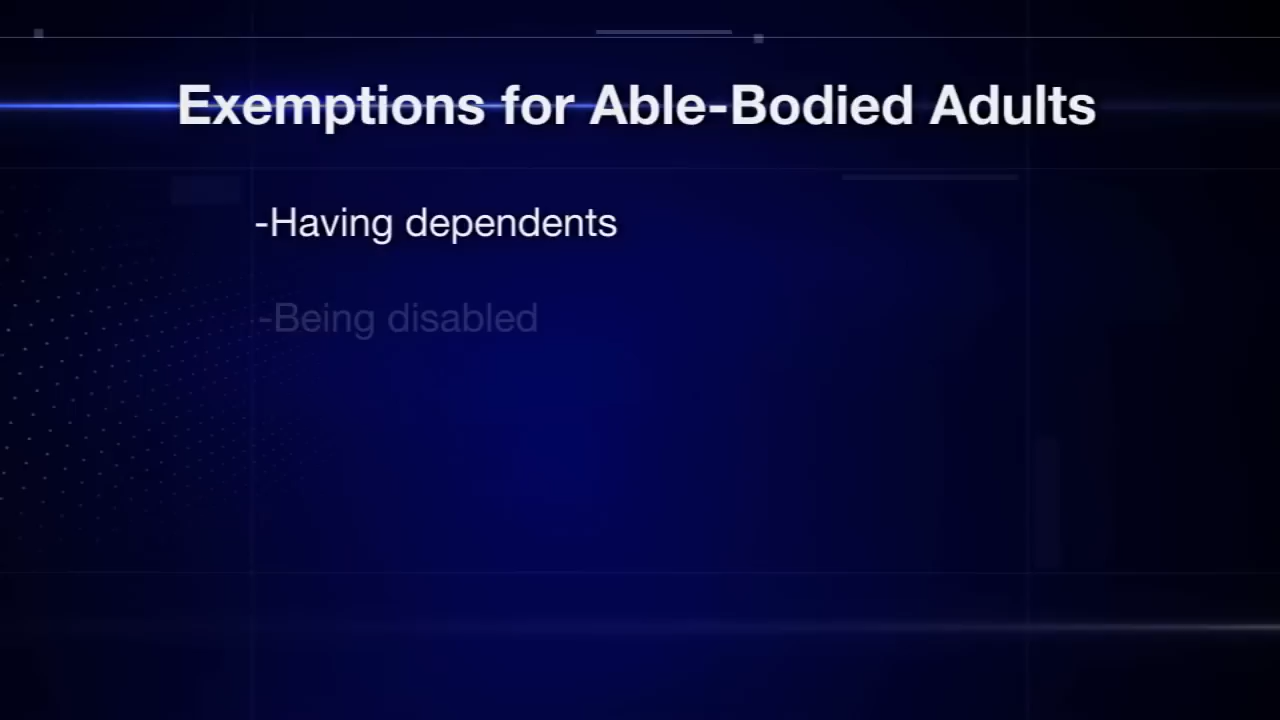 Exemptions for Able-Bodied Adults
-Having dependents
-Being disabled